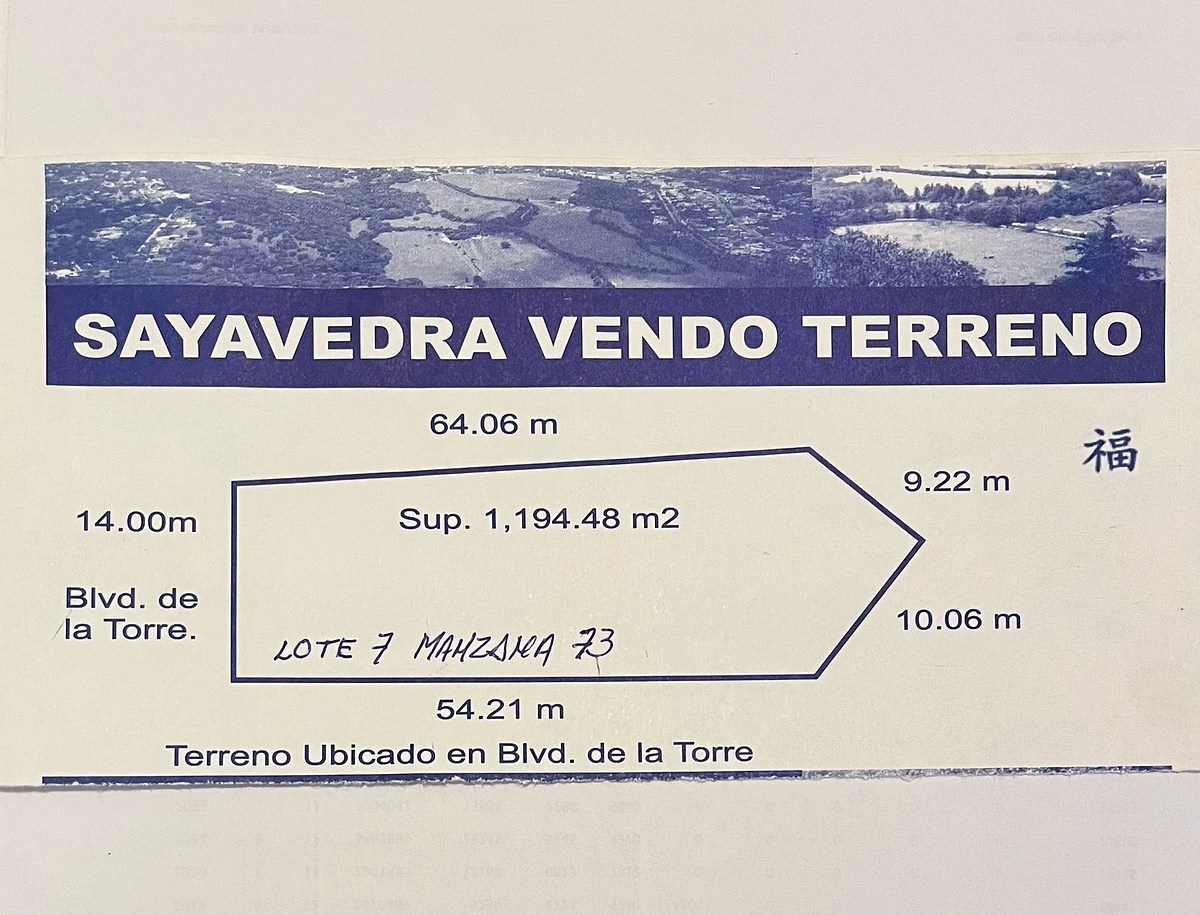 SAYAVEDRA VENDO TERRENO
64.06 m
福
9.22 m
14.00m
Sup. 1,194.48 m2
Blvd. de
la Torre.
10.06 m
LOTE 7 MANZANA 73
54.21 m
Terreno Ubicado en Blvd. de la Torre